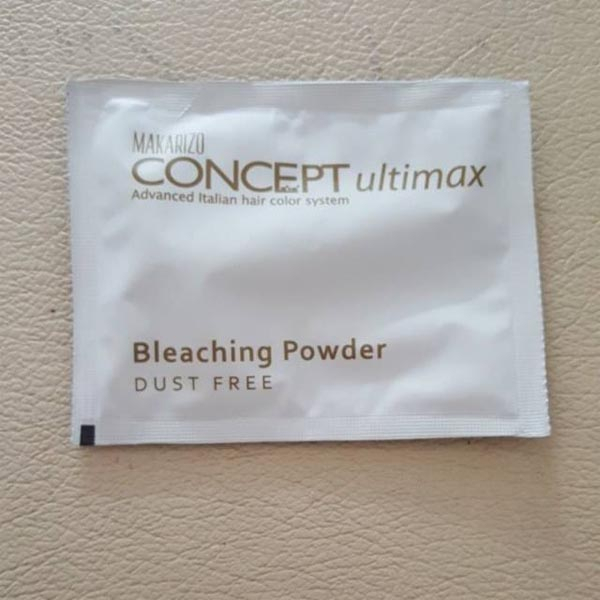 MAKARIZO
CONCEPT ultimax
Advanced Italian hair color system
Bleaching Powder
DUST FREE